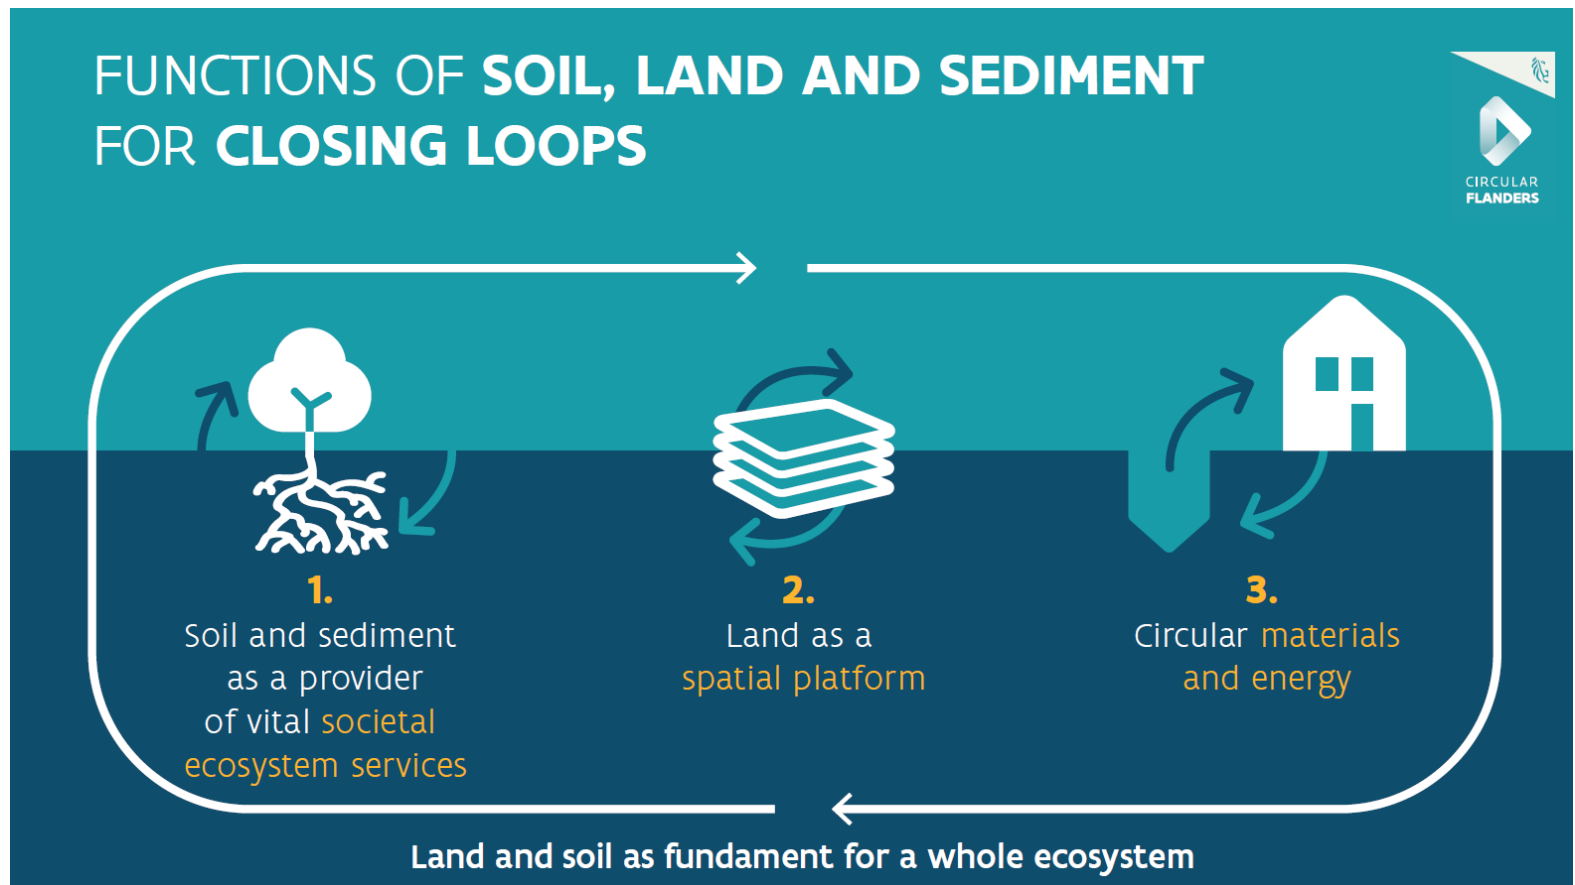 FUNCTIONS OF SOIL, LAND AND SEDIMENT
FOR CLOSING LOOPS
CIRCULAR
FLANDERS
1.
Soil and sediment
as a provider
of vital societal
ecosystem services
2.
Land as a
spatial platform
3.
Circular materials
and energy
Land and soil as fundament for a whole ecosystem